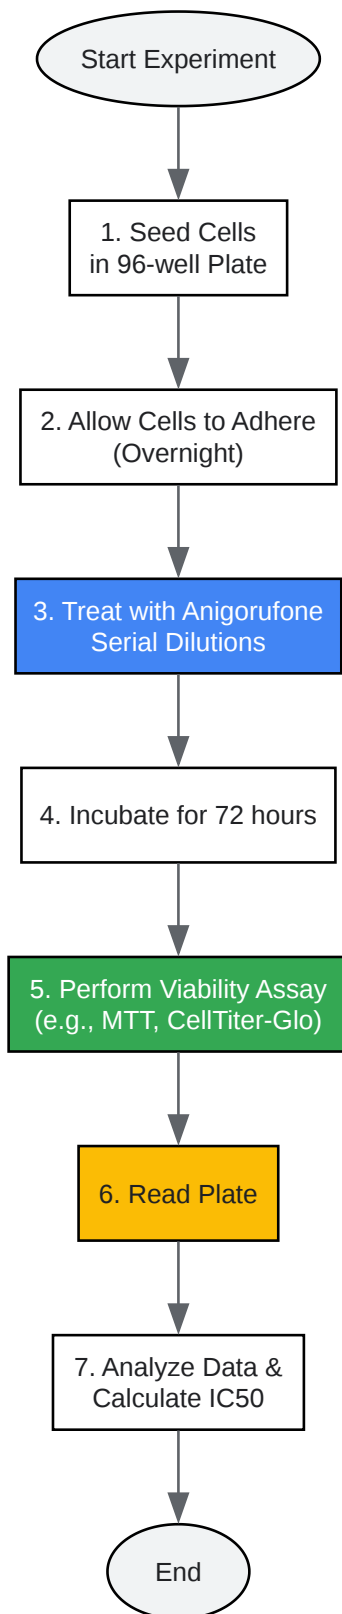 Start Experiment
1. Seed Cells
in 96-well Plate
2. Allow Cells to Adhere
(Overnight)
3. Treat with Anigorufone
Serial Dilutions
4. Incubate for 72 hours
5. Perform Viability Assay
(e.g., MTT, CellTiter-Glo)
6. Read Plate
7. Analyze Data &
Calculate IC50
End